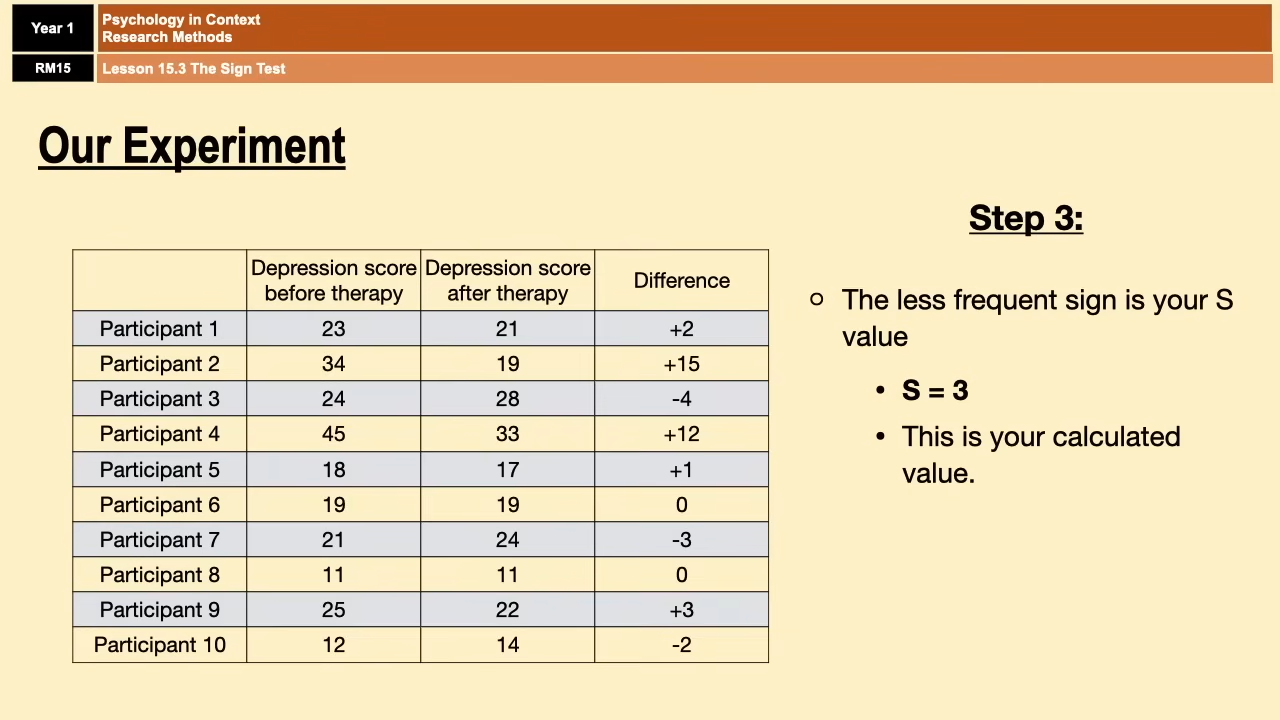 Year 1
Psychology in Context
Research Methods
RM15
Lesson 15.3 The Sign Test
Our Experiment
Depression score before therapy
Depression score after therapy
Difference
Participant 1 23 21 +2
Participant 2 34 19 +15
Participant 3 24 28 -4
Participant 4 45 33 +12
Participant 5 18 17 +1
Participant 6 19 19 0
Participant 7 21 24 -3
Participant 8 11 11 0
Participant 9 25 22 +3
Participant 10 12 14 -2
Step 3:
The less frequent sign is your S
value
• S = 3
• This is your calculated
value.